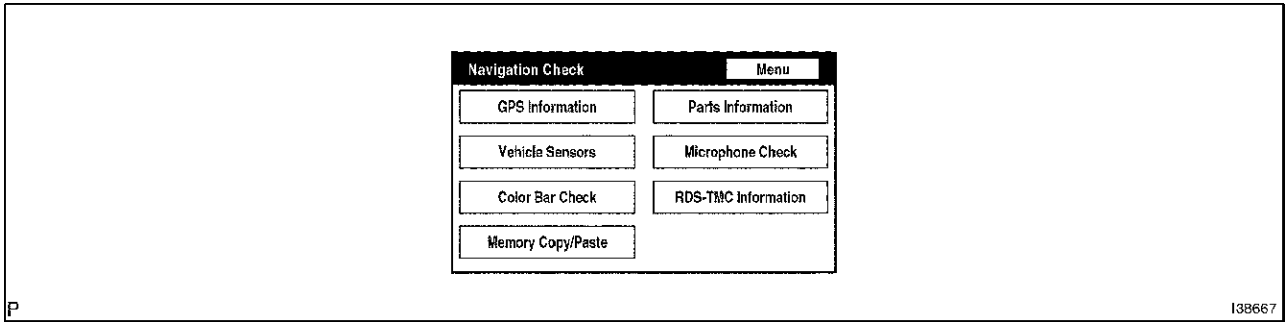 Navigation Check Menu
GPS Information Parts Information
Vehicle Sensors Microphone Check
Color Bar Check RDS-TMC Information
Memory Copy/Paste
P I38667